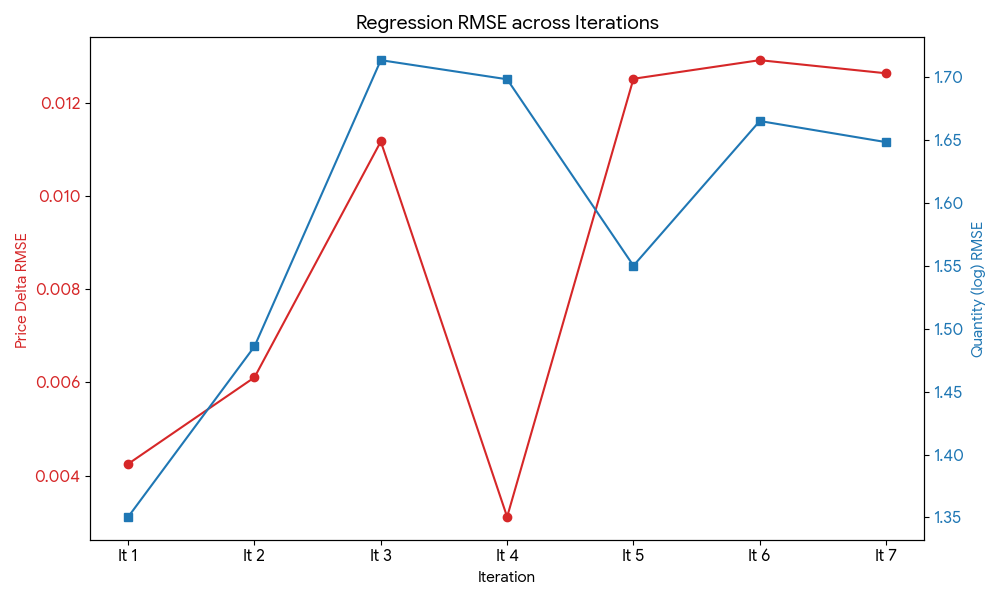 Regression RMSE across Iterations
Price Delta RMSE
0.012
0.010
0.008
0.006
0.004
1.70
1.65
1.60
1.55
1.50
1.45
1.40
1.35
Quantity (log) RMSE
It 1 It 2 It 3 It 4 It 5 It 6 It 7
Iteration